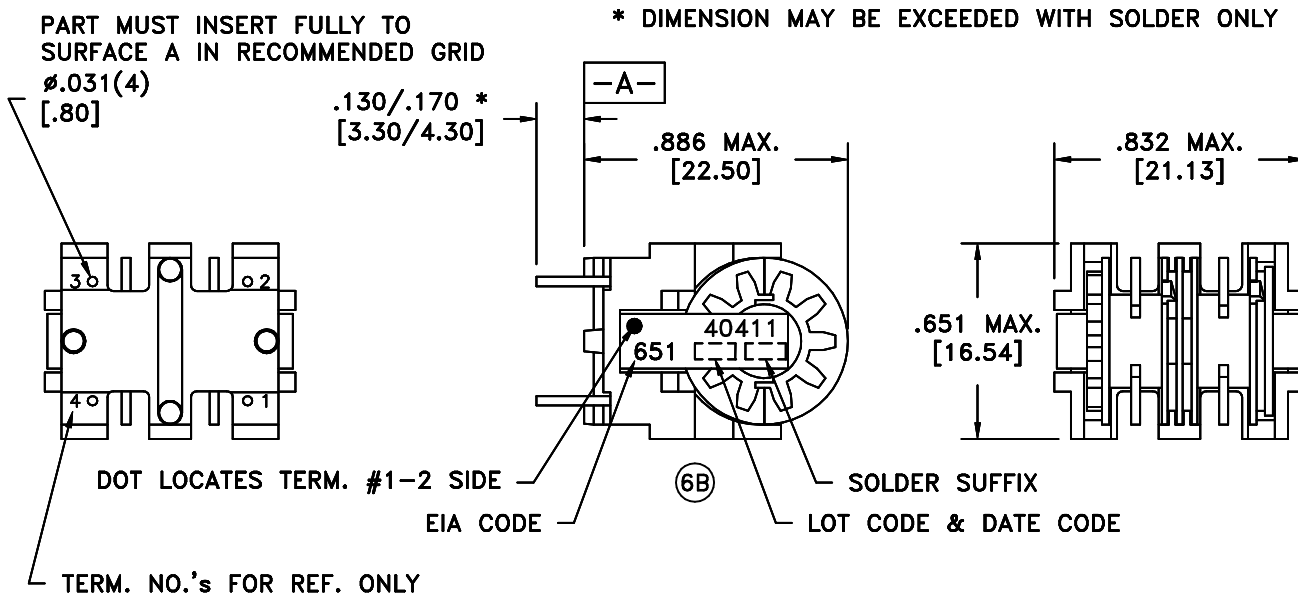 PART MUST INSERT FULLY TO
SURFACE A IN RECOMMENDED GRID
ø.031(4)
[.80]
* DIMENSION MAY BE EXCEEDED WITH SOLDER ONLY
-A-
.130/.170 *
[3.30/4.30]
.886 MAX.
[22.50]
.832 MAX.
[21.13]
3
2
4
1
40411
651
.651 MAX.
[16.54]
DOT LOCATES TERM. #1-2 SIDE
6B
SOLDER SUFFIX
EIA CODE
LOT CODE & DATE CODE
TERM. NO.'s FOR REF. ONLY